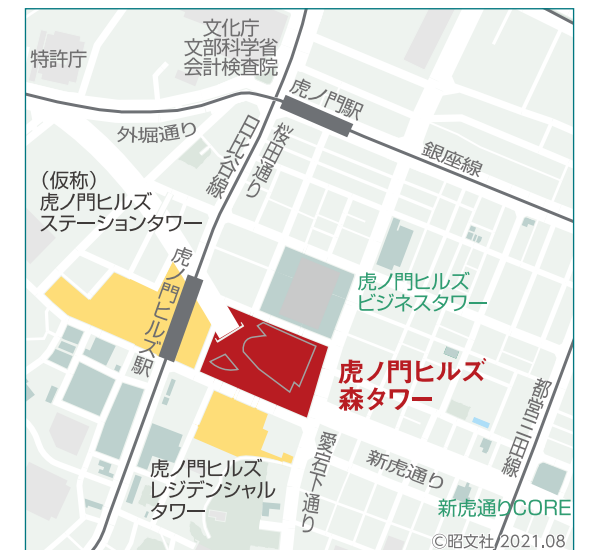 文化庁
文部科学省
会計検査院
特許庁
虎ノ門駅
外堀通り
日比谷線
桜田通り
銀座線
（仮称）
虎ノ門ヒルズ
ステーションタワー
虎ノ門ヒルズ駅
虎ノ門ヒルズ
ビジネスタワー
虎ノ門ヒルズ
森タワー
都営三田線
愛宕下通り
新虎通り
虎ノ門ヒルズ
レジデンシャル
タワー
新虎通りCORE
©昭文社 2021.08